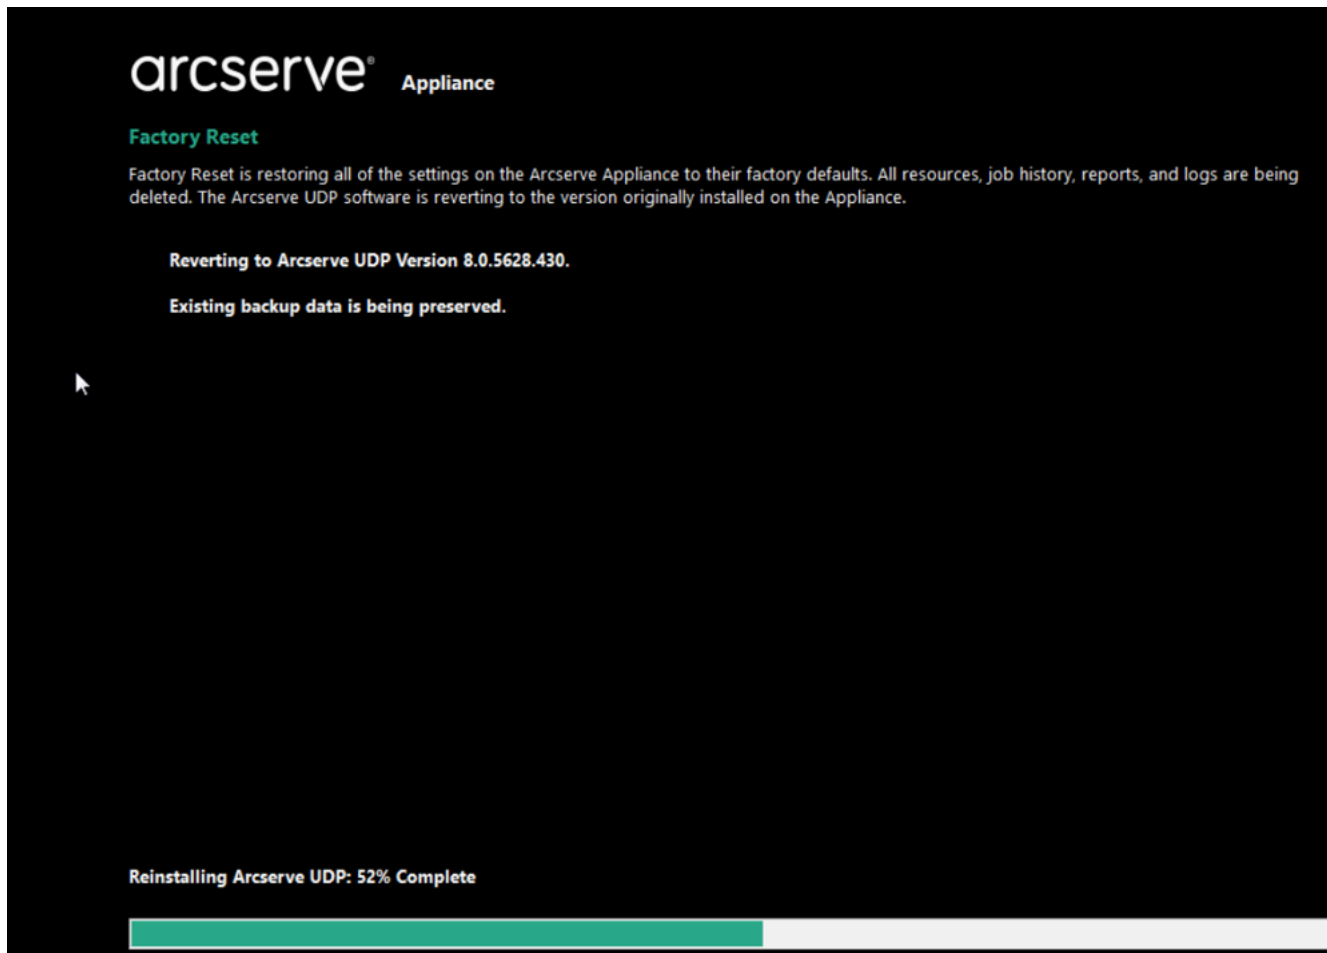 arcserve® Appliance
Factory Reset
Factory Reset is restoring all of the settings on the Arcserve Appliance to their factory defaults. All resources, job history, reports, and logs are being
deleted. The Arcserve UDP software is reverting to the version originally installed on the Appliance.
Reverting to Arcserve UDP Version 8.0.5628.430.
Existing backup data is being preserved.
Reinstalling Arcserve UDP: 52% Complete